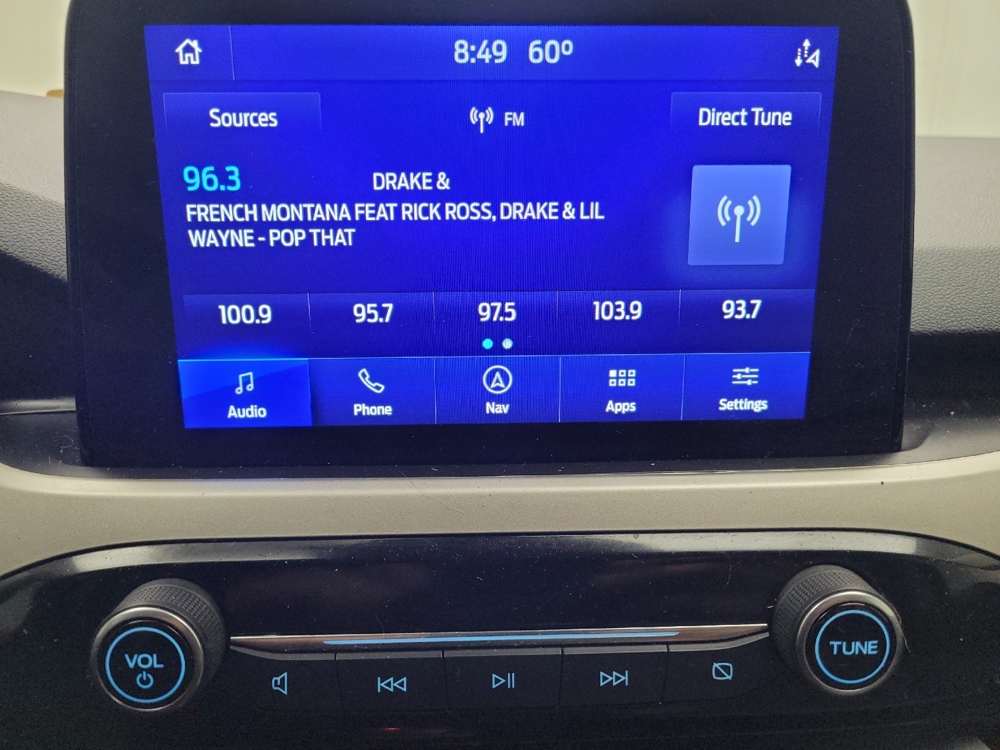 8:49 60°
Sources FM Direct Tune
96.3 DRAKE &
FRENCH MONTANA FEAT RICK ROSS, DRAKE & LIL
WAYNE - POP THAT
100.9 95.7 97.5 103.9 93.7
Audio Phone Nav Apps Settings
VOL TUNE